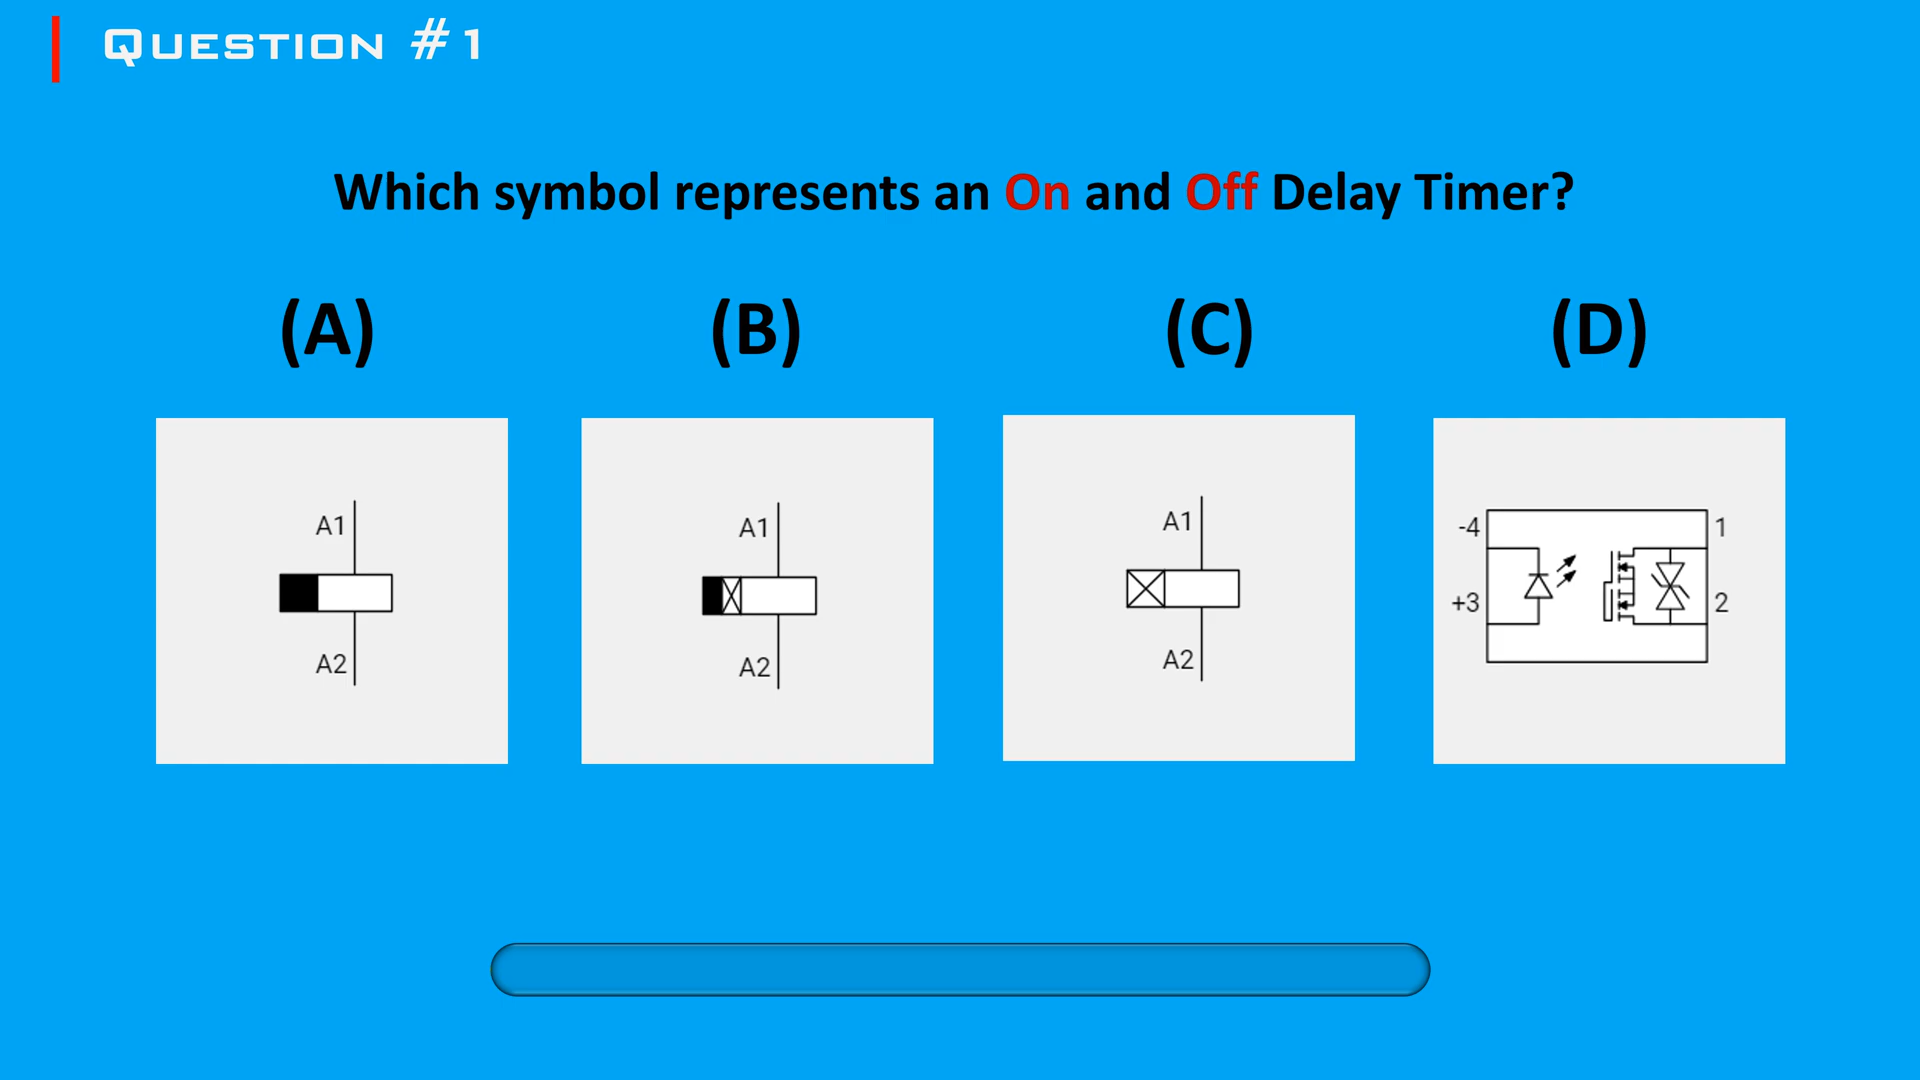 Question #1
Which symbol represents an On and Off Delay Timer?
(A) (B) (C) (D)
A1 A1 A1 -4 1
+3 2
A2 A2 A2